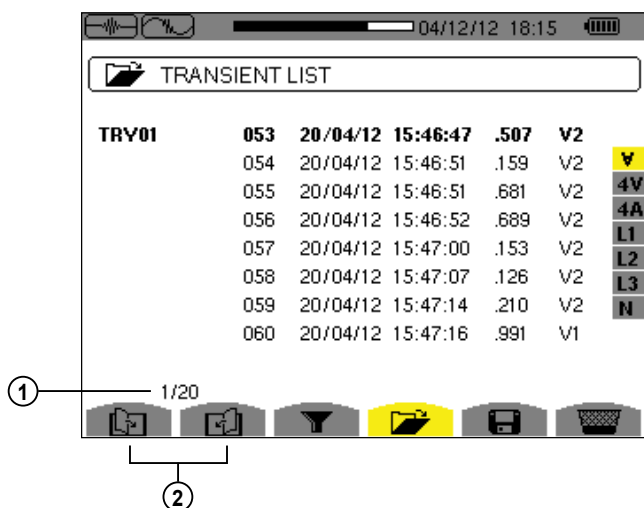 04/12/12 18:15
TRANSIENT LIST
TRY01 053 20/04/12 15:46:47 .507 V2
054 20/04/12 15:46:51 .159 V2
055 20/04/12 15:46:51 .681 V2
056 20/04/12 15:46:52 .689 V2
057 20/04/12 15:47:00 .153 V2
058 20/04/12 15:47:07 .126 V2
059 20/04/12 15:47:14 .210 V2
060 20/04/12 15:47:16 .991 V1
∀
4V
4A
L1
L2
L3
N
1
1/20
2